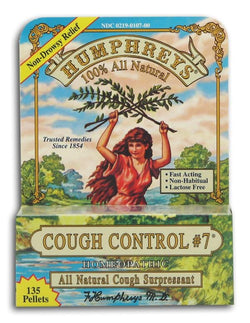 NDC 0219-0107-00
Non-Drowsy Relief
HUMPHREYS
100% All Natural
Trusted Remedies
Since 1854
• Fast Acting
• Non-Habitual
• Lactose Free
COUGH CONTROL #7®
HOMEOPATHIC
All Natural Cough Surpressant
135
Pellets
F. Humphreys M.D.